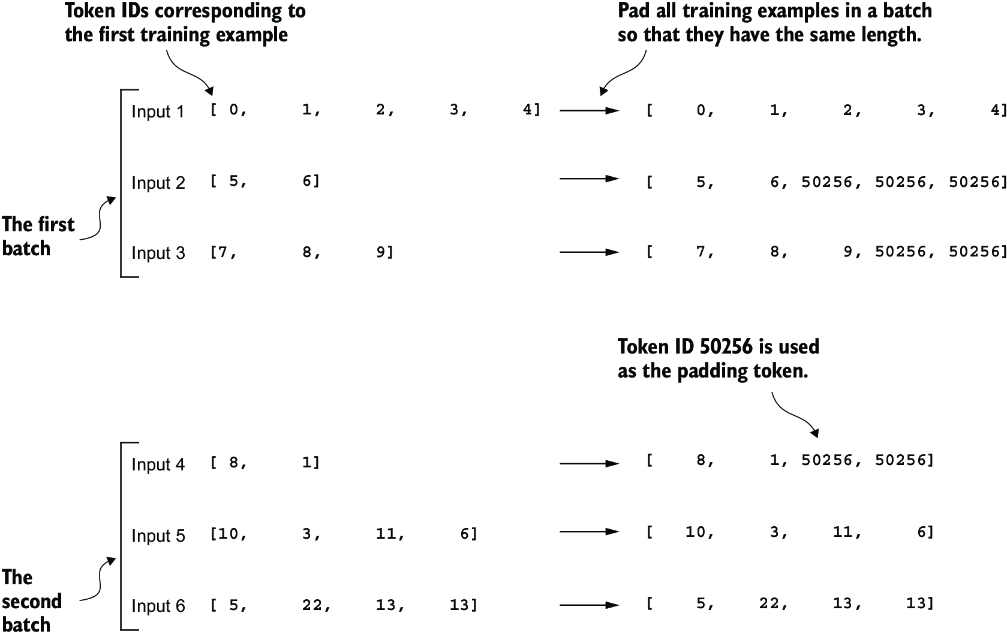 Token IDs corresponding to
the first training example
Pad all training examples in a batch
so that they have the same length.
Input 1 [ 0, 1, 2, 3, 4] [ 0, 1, 2, 3, 4]
Input 2 [ 5, 6] [ 5, 6, 50256, 50256, 50256]
The first
batch
Input 3 [7, 8, 9] [ 7, 8, 9, 50256, 50256]
Token ID 50256 is used
as the padding token.
Input 4 [ 8, 1] [ 8, 1, 50256, 50256]
Input 5 [10, 3, 11, 6] [ 10, 3, 11, 6]
The
second
batch
Input 6 [ 5, 22, 13, 13] [ 5, 22, 13, 13]